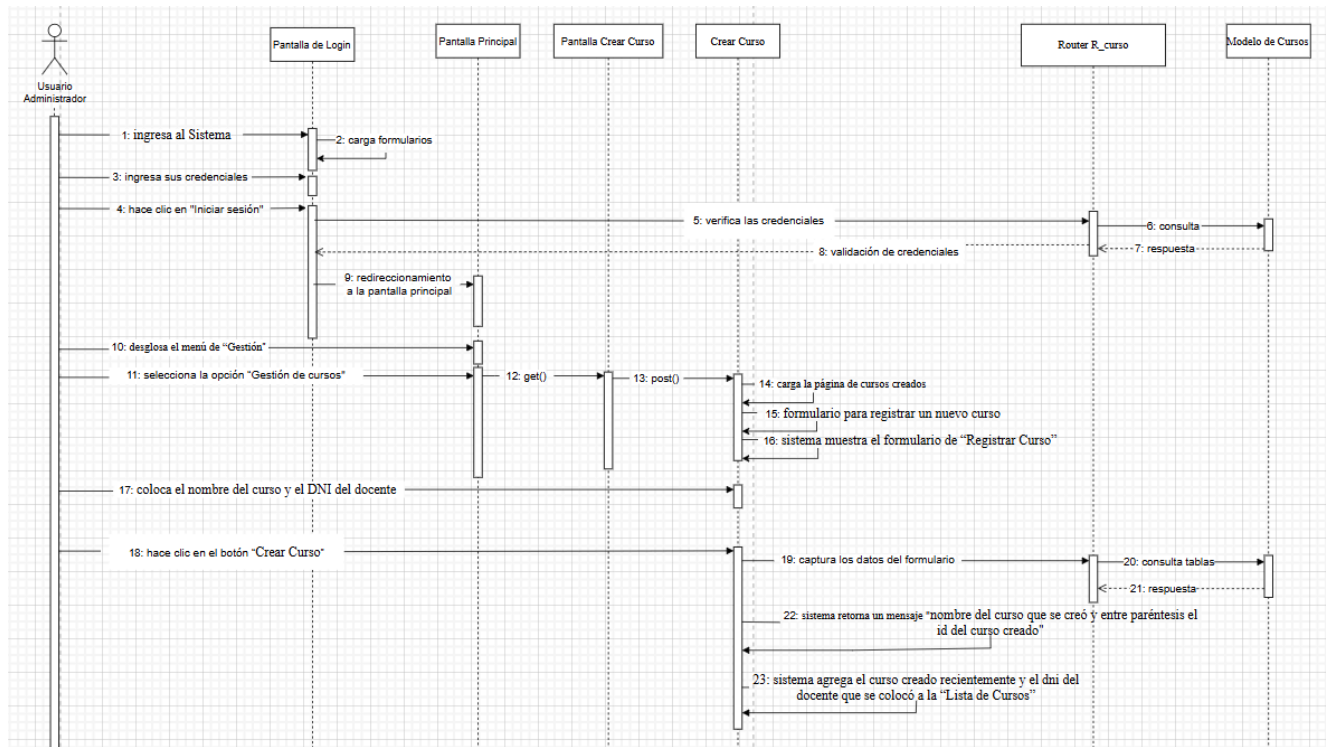 Pantalla de Login
Pantalla Principal
Pantalla Crear Curso
Crear Curso
Router R_curso
Modelo de Cursos
Usuario
Administrador
1: ingresa al Sistema
2: carga formularios
3: ingresa sus credenciales
4: hace clic en "Iniciar sesión"
5: verifica las credenciales
6: consulta
7: respuesta
8: validación de credenciales
9: redireccionamiento
a la pantalla principal
10: desglosa el menú de “Gestión”
11: selecciona la opción “Gestión de cursos”
12: get()
13: post()
14: carga la página de cursos creados
15: formulario para registrar un nuevo curso
16: sistema muestra el formulario de “Registrar Curso”
17: coloca el nombre del curso y el DNI del docente
18: hace clic en el botón “Crear Curso”
19: captura los datos del formulario
20: consulta tablas
21: respuesta
22: sistema retorna un mensaje "nombre del curso que se creó y entre paréntesis el
id del curso creado"
23: sistema agrega el curso creado recientemente y el dni del
docente que se colocó a la “Lista de Cursos”